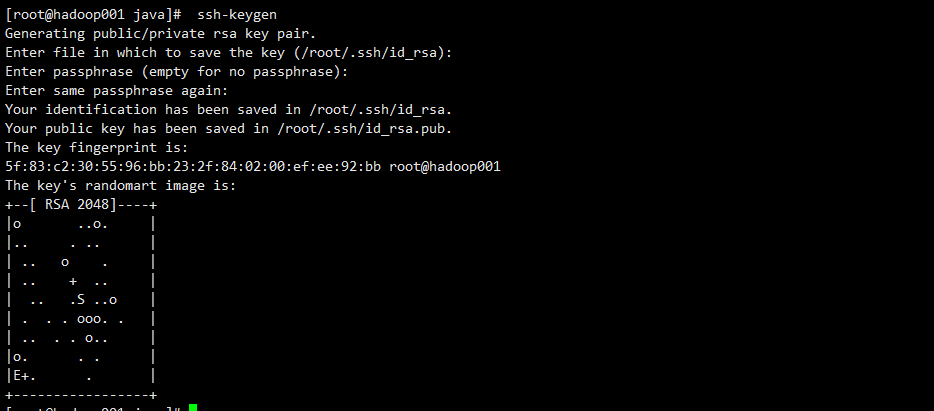 [root@hadoop001 java]#  ssh-keygen
Generating public/private rsa key pair.
Enter file in which to save the key (/root/.ssh/id_rsa):
Enter passphrase (empty for no passphrase):
Enter same passphrase again:
Your identification has been saved in /root/.ssh/id_rsa.
Your public key has been saved in /root/.ssh/id_rsa.pub.
The key fingerprint is:
5f:83:c2:30:55:96:bb:23:2f:84:02:00:ef:ee:92:bb root@hadoop001
The key's randomart image is:
+--[ RSA 2048]----+
|o       ..o.     |
|..     . ..      |
| ..   o    .     |
| ..    +  ..     |
|  ..   .S ..o    |
| .  . . ooo. .   |
| ..  . . o..     |
|o.      . .      |
|E+.      .       |
+-----------------+
[root@hadoop001 java]#